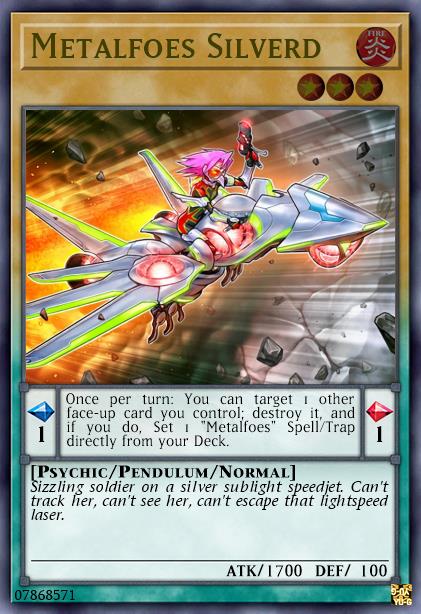 METALFOES SILVERD
FIRE
炎
Once per turn: You can target 1 other
face-up card you control; destroy it, and
if you do, Set 1 "Metalfoes" Spell/Trap
directly from your Deck.
1
1
[PSYCHIC/PENDULUM/NORMAL]
Sizzling soldier on a silver sublight speedjet. Can't
track her, can't see her, can't escape that lightspeed
laser.
ATK/1700 DEF/ 100
07868571